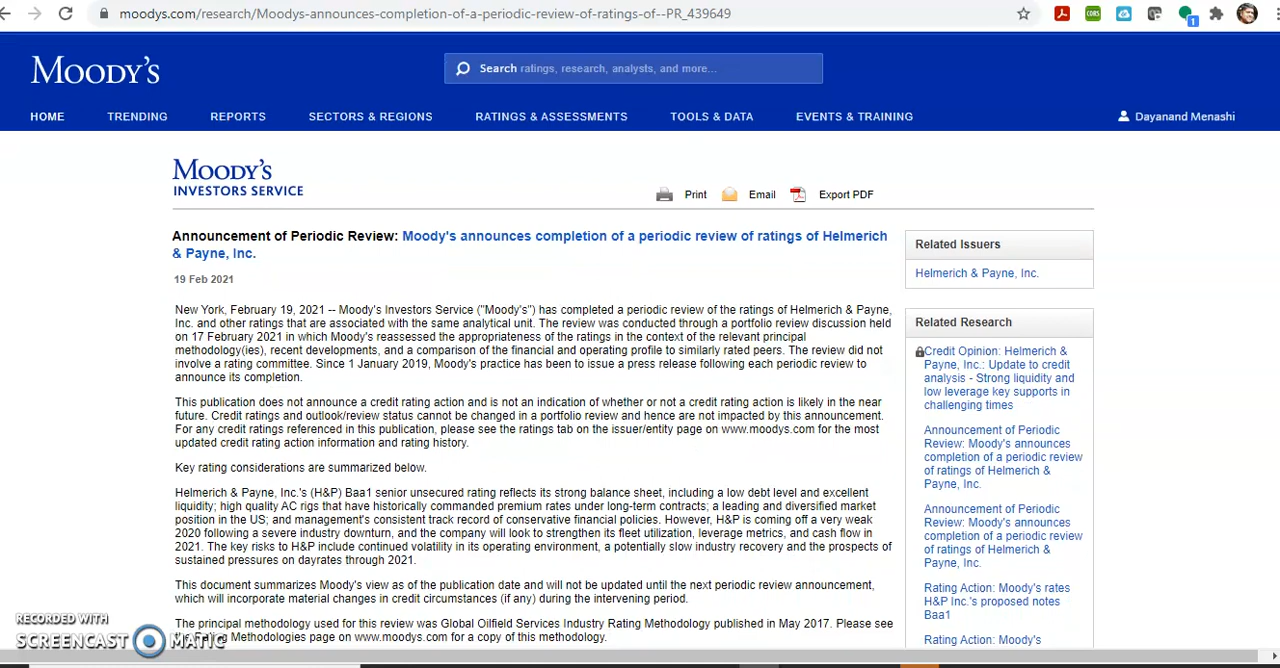 moodys.com/research/Moodys-announces-completion-of-a-periodic-review-of-ratings-of--PR_439649
CORS
1
MOODY'S
Search ratings, research, analysts, and more...
HOME TRENDING REPORTS SECTORS & REGIONS RATINGS & ASSESSMENTS TOOLS & DATA EVENTS & TRAINING Dayanand Menashi
MOODY'S
INVESTORS SERVICE
Print Email Export PDF
Announcement of Periodic Review: Moody's announces completion of a periodic review of ratings of Helmerich
& Payne, Inc.
19 Feb 2021
New York, February 19, 2021 -- Moody's Investors Service ("Moody's") has completed a periodic review of the ratings of Helmerich & Payne,
Inc. and other ratings that are associated with the same analytical unit. The review was conducted through a portfolio review discussion held
on 17 February 2021 in which Moody's reassessed the appropriateness of the ratings in the context of the relevant principal
methodology(ies), recent developments, and a comparison of the financial and operating profile to similarly rated peers. The review did not
involve a rating committee. Since 1 January 2019, Moody's practice has been to issue a press release following each periodic review to
announce its completion.
This publication does not announce a credit rating action and is not an indication of whether or not a credit rating action is likely in the near
future. Credit ratings and outlook/review status cannot be changed in a portfolio review and hence are not impacted by this announcement.
For any credit ratings referenced in this publication, please see the ratings tab on the issuer/entity page on www.moodys.com for the most
updated credit rating action information and rating history.
Key rating considerations are summarized below.
Helmerich & Payne, Inc.'s (H&P) Baa1 senior unsecured rating reflects its strong balance sheet, including a low debt level and excellent
liquidity; high quality AC rigs that have historically commanded premium rates under long-term contracts; a leading and diversified market
position in the US; and management's consistent track record of conservative financial policies. However, H&P is coming off a very weak
2020 following a severe industry downturn, and the company will look to strengthen its fleet utilization, leverage metrics, and cash flow in
2021. The key risks to H&P include continued volatility in its operating environment, a potentially slow industry recovery and the prospects of
sustained pressures on dayrates through 2021.
This document summarizes Moody's view as of the publication date and will not be updated until the next periodic review announcement,
which will incorporate material changes in credit circumstances (if any) during the intervening period.
The principal methodology used for this review was Global Oilfield Services Industry Rating Methodology published in May 2017. Please see
the Rating Methodologies page on www.moodys.com for a copy of this methodology.
Related Issuers
Helmerich & Payne, Inc.
Related Research
Credit Opinion: Helmerich &
Payne, Inc.: Update to credit
analysis - Strong liquidity and
low leverage key supports in
challenging times
Announcement of Periodic
Review: Moody's announces
completion of a periodic review
of ratings of Helmerich &
Payne, Inc.
Announcement of Periodic
Review: Moody's announces
completion of a periodic review
of ratings of Helmerich &
Payne, Inc.
Rating Action: Moody's rates
H&P Inc.'s proposed notes
Baa1
Rating Action: Moody's
RECORDED WITH
SCREENCAST MATIC